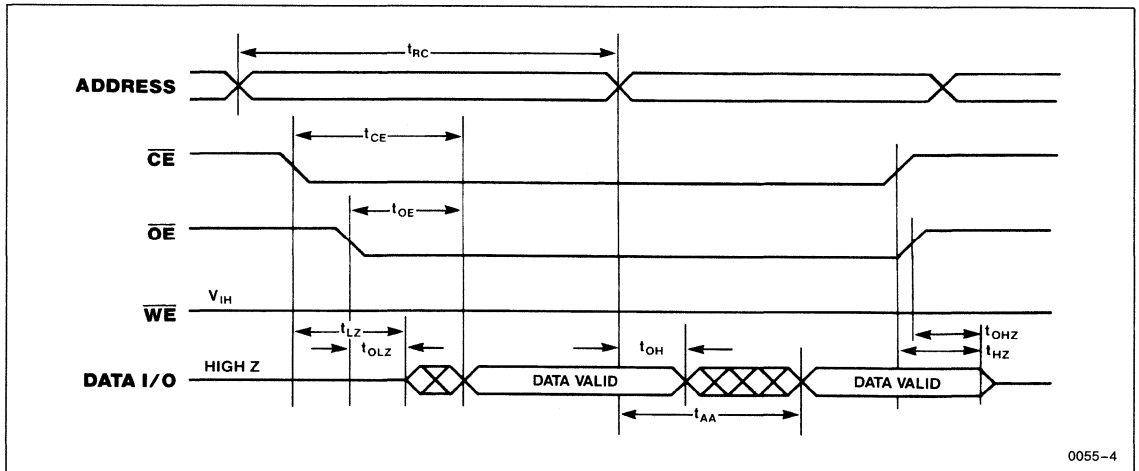 tRC
ADDRESS
tCE
CE
tOE
OE
VIH
WE
tLZ
tOLZ
tOH
tOHZ
tHZ
HIGH Z
DATA I/O
DATA VALID
DATA VALID
tAA
0055-4